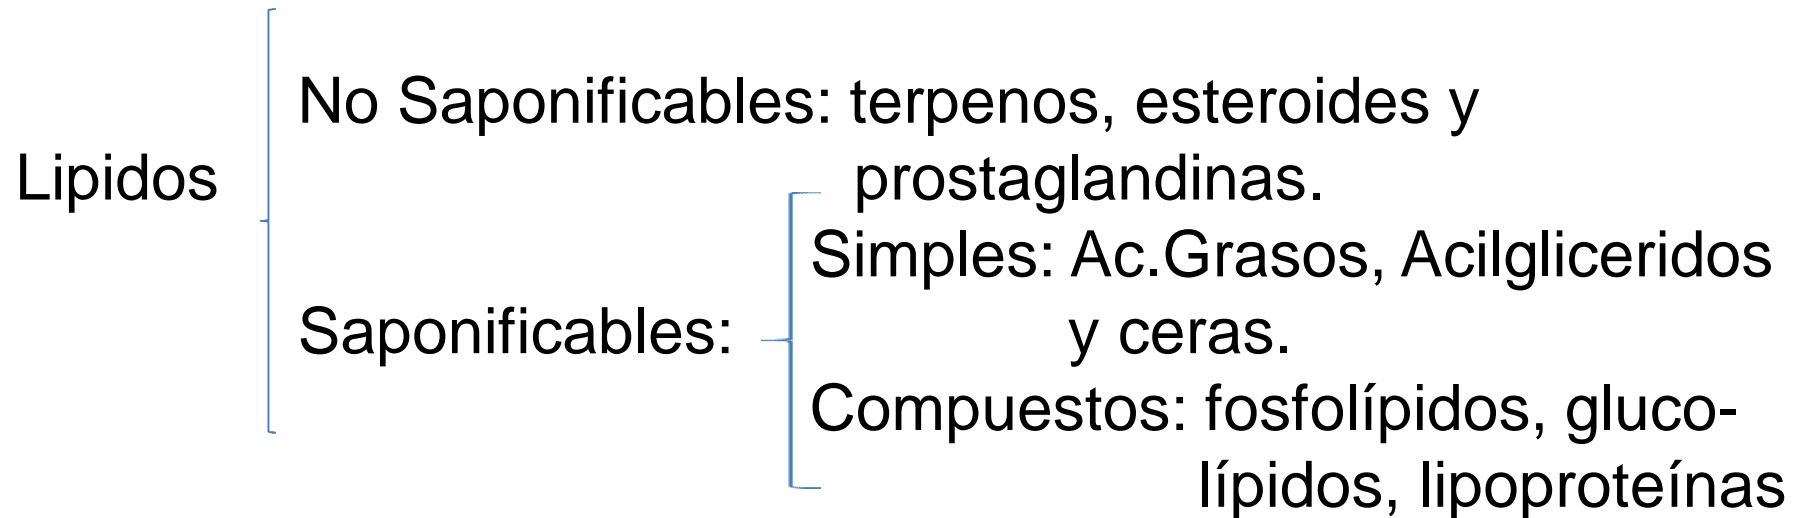 No Saponificables: terpenos, esteroides y
Lipidos prostaglandinas.
Simples: Ac.Grasos, Acilgliceridos
Saponificables: y ceras.
Compuestos: fosfolípidos, gluco-
lípidos, lipoproteínas